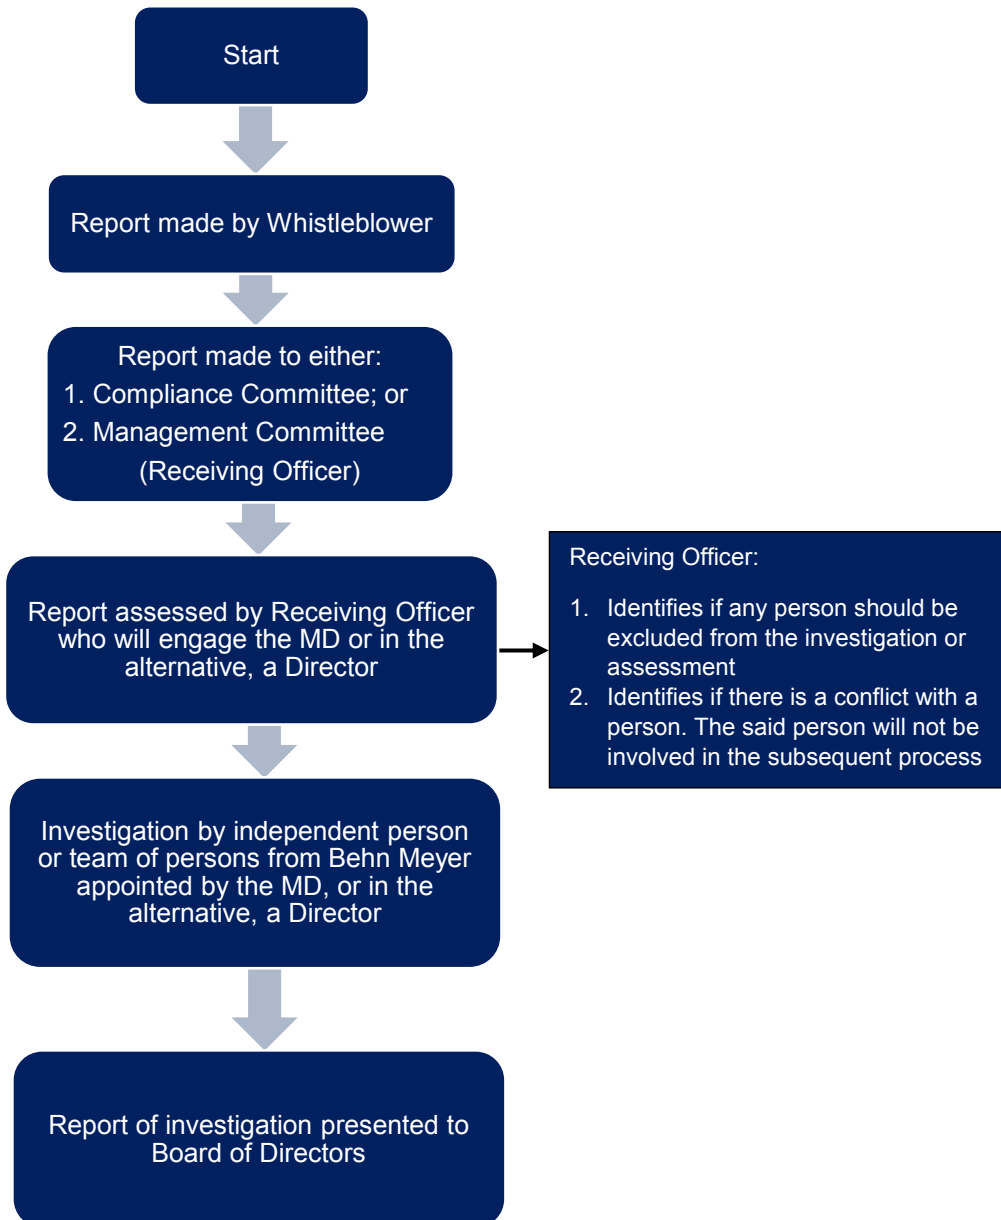 Start
Report made by Whistleblower
Report made to either:
1. Compliance Committee; or
2. Management Committee
(Receiving Officer)
Report assessed by Receiving Officer
who will engage the MD or in the
alternative, a Director
Receiving Officer:
1. Identifies if any person should be
excluded from the investigation or
assessment
2. Identifies if there is a conflict with a
person. The said person will not be
involved in the subsequent process
Investigation by independent person
or team of persons from Behn Meyer
appointed by the MD, or in the
alternative, a Director
Report of investigation presented to
Board of Directors